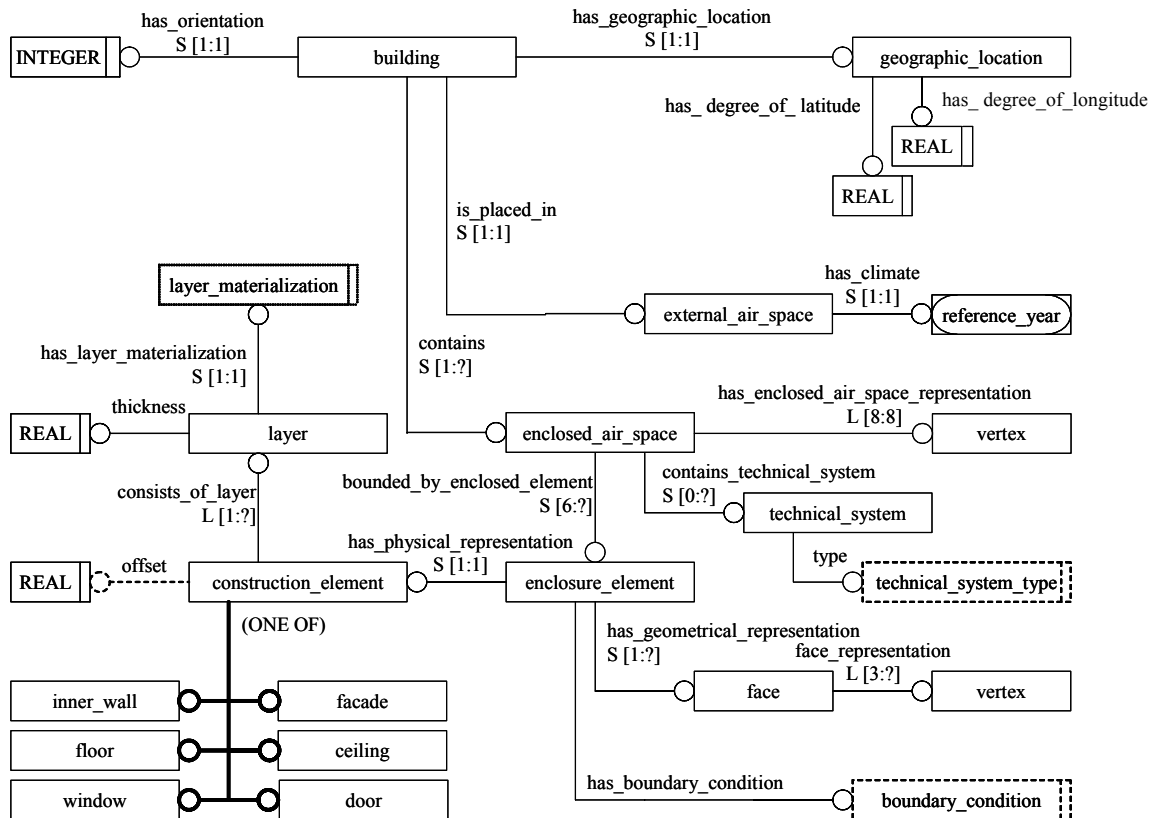 has_orientation
S [1:1]
has_geographic_location
S [1:1]
INTEGER
building
geographic_location
has_ degree_of_ latitude
has_ degree_of_longitude
REAL
REAL
is_placed_in
S [1:1]
layer_materialization
has_climate
S [1:1]
external_air_space
reference_year
has_layer_materialization
S [1:1]
contains
S [1:?]
thickness
has_enclosed_air_space_representation
L [8:8]
REAL
layer
enclosed_air_space
vertex
consists_of_layer
L [1:?]
bounded_by_enclosed_element
S [6:?]
contains_technical_system
S [0:?]
technical_system
has_physical_representation
S [1:1]
offset
type
REAL
construction_element
enclosure_element
technical_system_type
(ONE OF)
has_geometrical_representation
S [1:?]
face_representation
L [3:?]
inner_wall
facade
face
vertex
floor
ceiling
has_boundary_condition
window
door
boundary_condition